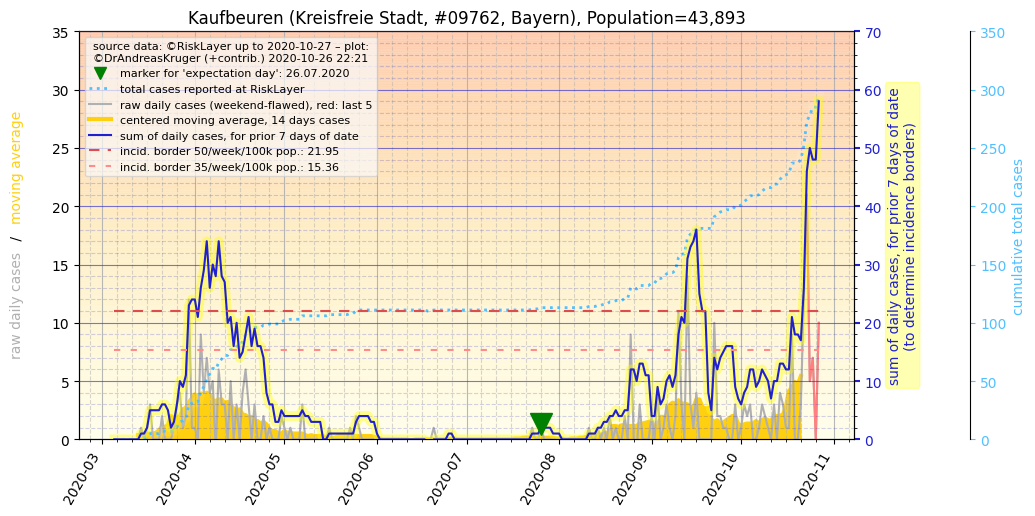 Kaufbeuren (Kreisfreie Stadt, #09762, Bayern), Population=43,893
source data: ©RiskLayer up to 2020-10-27 – plot:
©DrAndreasKruger (+contrib.) 2020-10-26 22:21
marker for 'expectation day': 26.07.2020
total cases reported at RiskLayer
raw daily cases (weekend-flawed), red: last 5
centered moving average, 14 days cases
sum of daily cases, for prior 7 days of date
incid. border 50/week/100k pop.: 21.95
incid. border 35/week/100k pop.: 15.36
raw daily cases / moving average
35
30
25
20
15
10
5
0
70
60
50
40
30
20
10
0
sum of daily cases, for prior 7 days of date
(to determine incidence borders)
350
300
250
200
150
100
50
0
cumulative total cases
2020-03
2020-04
2020-05
2020-06
2020-07
2020-08
2020-09
2020-10
2020-11